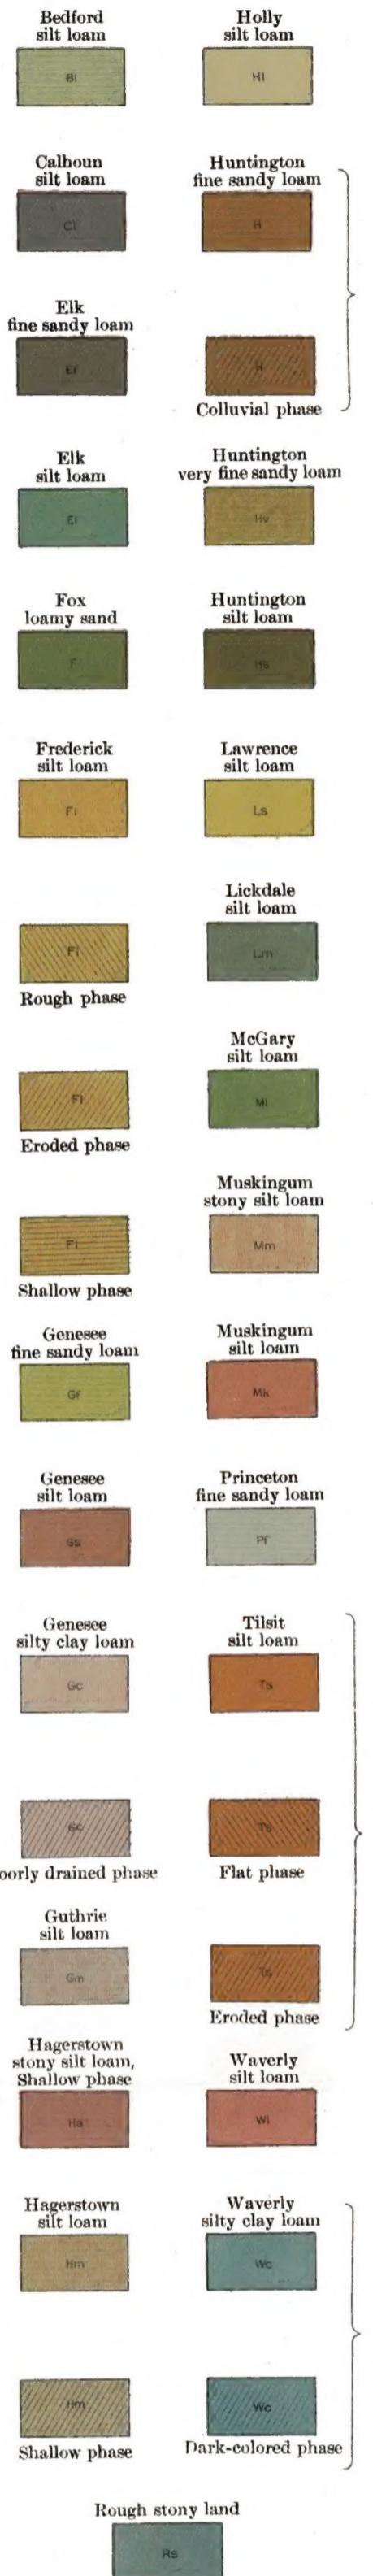 Bedford
silt loam
Bl
Calhoun
silt loam
Cl
Elk
fine sandy loam
Ef
Elk
silt loam
El
Fox
loamy sand
F
Frederick
silt loam
Fl
Fl
Rough phase
Fl
Eroded phase
Fl
Shallow phase
Genesee
fine sandy loam
Gf
Genesee
silt loam
Gs
Genesee
silty clay loam
Gc
Gc
oorly drained phase
Guthrie
silt loam
Gm
Hagerstown
stony silt loam,
Shallow phase
Ha
Hagerstown
silt loam
Hm
Hm
Shallow phase
Holly
silt loam
Hl
Huntington
fine sandy loam
H
H
Colluvial phase
Huntington
very fine sandy loam
Hv
Huntington
silt loam
Hs
Lawrence
silt loam
Ls
Lickdale
silt loam
Lm
McGary
silt loam
Ml
Muskingum
stony silt loam
Mm
Muskingum
silt loam
Mk
Princeton
fine sandy loam
Pf
Tilsit
silt loam
Ts
Ts
Flat phase
Ts
Eroded phase
Waverly
silt loam
Wl
Waverly
silty clay loam
Wc
Wc
Dark-colored phase
Rough stony land
Rs